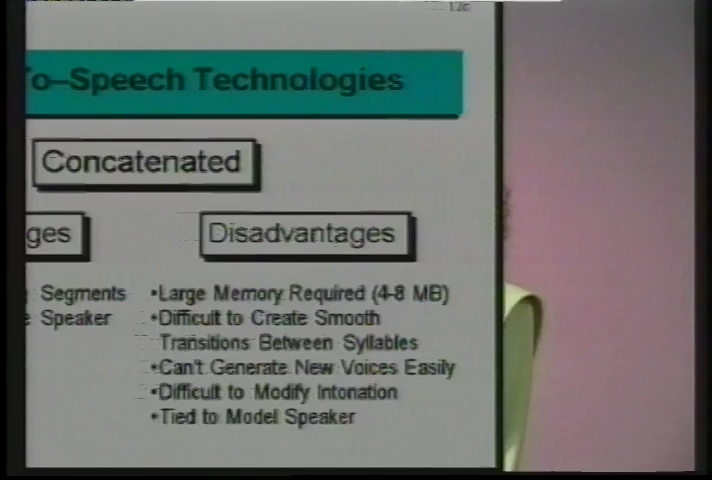 To–Speech Technologies
Concatenated
ges
Disadvantages
Segments
Speaker
•Large Memory Required (4-8 MB)
•Difficult to Create Smooth
Transitions Between Syllables
•Can't Generate New Voices Easily
•Difficult to Modify Intonation
•Tied to Model Speaker